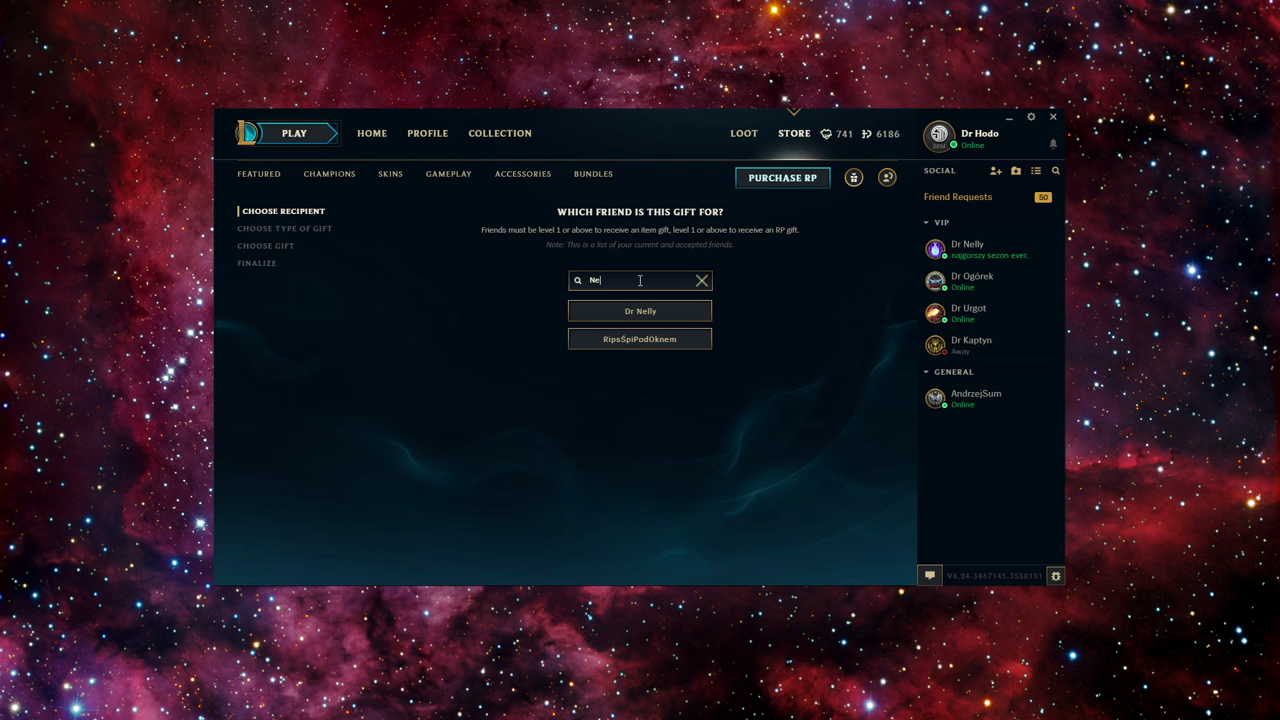 PLAY
HOME
PROFILE
COLLECTION
LOOT
STORE
741
6186
Dr Hodo
Online
FEATURED
CHAMPIONS
SKINS
GAMEPLAY
ACCESSORIES
BUNDLES
PURCHASE RP
SOCIAL
Friend Requests
50
CHOOSE RECIPIENT
CHOOSE TYPE OF GIFT
CHOOSE GIFT
FINALIZE
WHICH FRIEND IS THIS GIFT FOR?
Friends must be level 1 or above to receive an item gift, level 1 or above to receive an RP gift.
Note: This is a list of your current and accepted friends.
Ne
Dr Nelly
RipsŚpiPodOknem
VIP
Dr Nelly
najgorszy sezon ever.
Dr Ogórek
Online
Dr Urgot
Online
Dr Kaptyn
Away
GENERAL
AndrzejSum
Online
V6.24-3467145.3558101